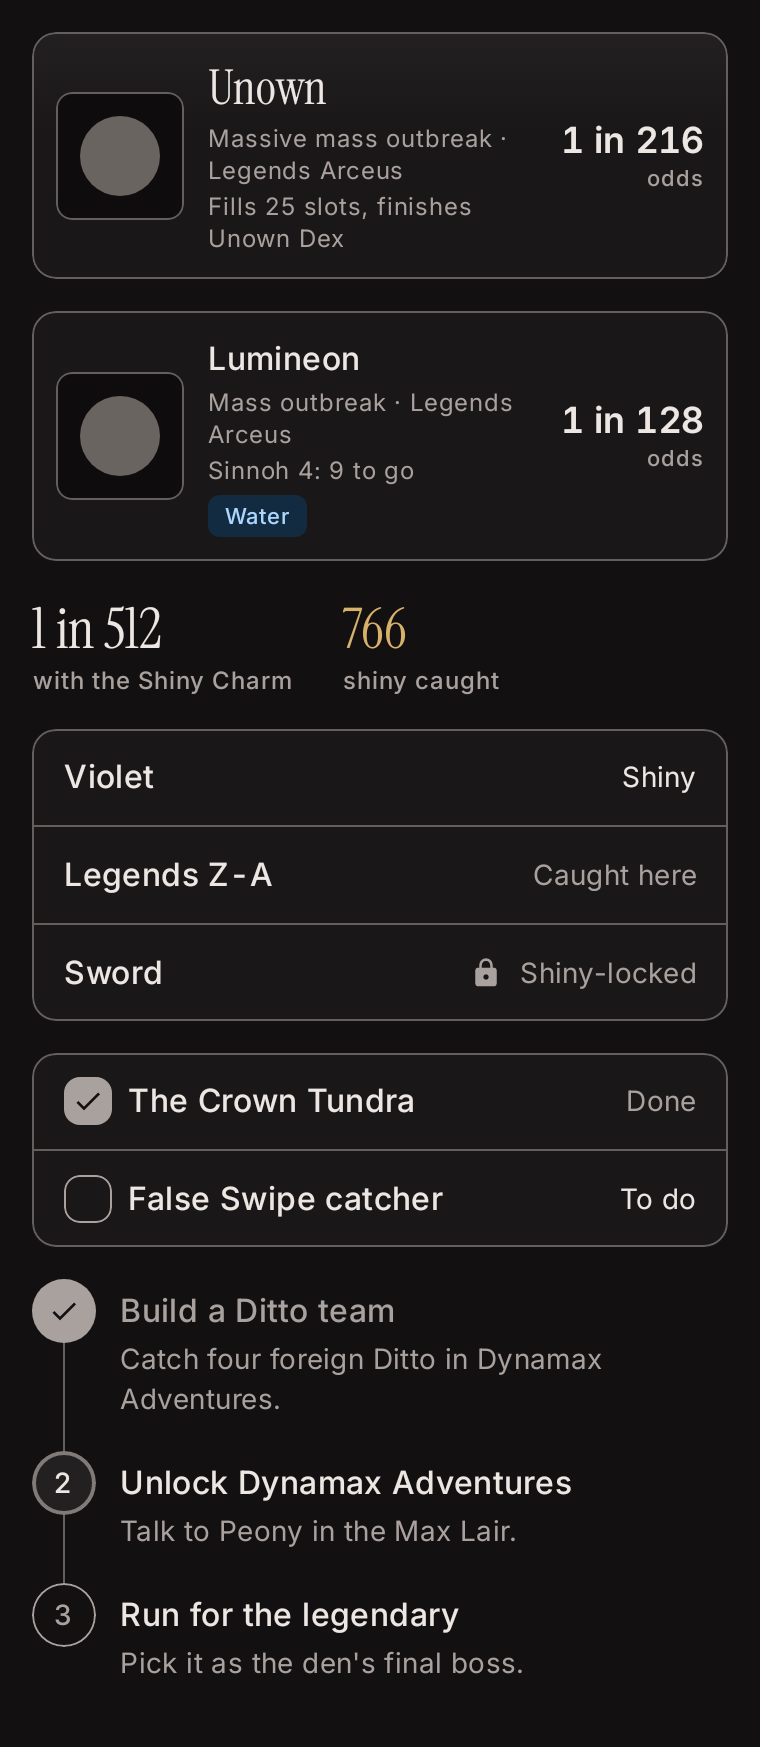 Unown
Massive mass outbreak ·
Legends Arceus
Fills 25 slots, finishes
Unown Dex
1 in 216
odds
Lumineon
Mass outbreak · Legends
Arceus
Sinnoh 4: 9 to go
Water
1 in 128
odds
1 in 512
with the Shiny Charm
766
shiny caught
Violet
Shiny
Legends Z-A
Caught here
Sword
Shiny-locked
The Crown Tundra
Done
False Swipe catcher
To do
Build a Ditto team
Catch four foreign Ditto in Dynamax
Adventures.
2
Unlock Dynamax Adventures
Talk to Peony in the Max Lair.
3
Run for the legendary
Pick it as the den's final boss.